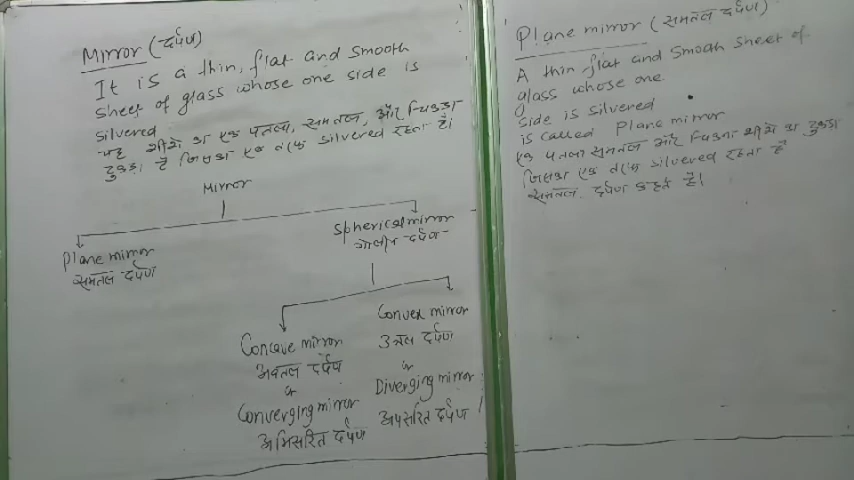 Mirror (दर्पण)
It is a thin, flat and smooth
sheet of glass whose one side is
silvered
यह शीशे का एक पतला, समतल, और चिकना
टुकड़ा है जिसका एक तरफ silvered रहता है।
Mirror
Plane mirror
समतल दर्पण
Spherical mirror
गोलीय दर्पण
Concave mirror
अवतल दर्पण
or
Converging mirror
अभिसरित दर्पण
Convex mirror
उत्तल दर्पण
or
Diverging mirror
अपसरित दर्पण
Plane mirror (समतल दर्पण)
A thin flat and smooth sheet of
glass whose one
side is silvered
is called Plane mirror
एक पतला समतल और चिकना शीशे का टुकड़ा
जिसका एक तरफ silvered रहता है
समतल दर्पण कहते हैं।